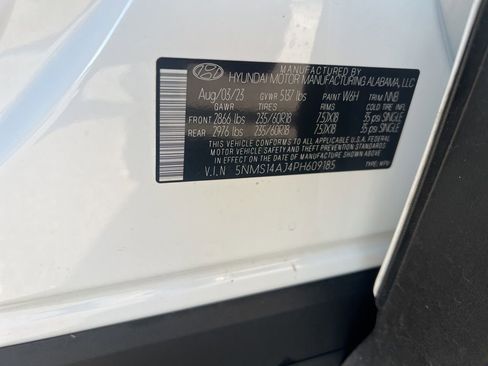 MANUFACTURED BY
HYUNDAI MOTOR MANUFACTURING ALABAMA, LLC
Aug/03/23 GVWR 5137 lbs PAINT W6H TRIM NNB
GAWR TIRES RIMS COLD TIRE INFL.
FRONT 2866 lbs 235/60R18 7.5JX18 35 psi SINGLE
REAR 2976 lbs 235/60R18 7.5JX18 35 psi SINGLE
THIS VEHICLE CONFORMS TO ALL APPLICABLE U.S.A. FEDERAL
MOTOR VEHICLE SAFETY AND THEFT PREVENTION STANDARDS IN EFFECT ON
THE DATE OF MANUFACTURE SHOWN ABOVE.
V.I.N 5NMS14AJ4PH609185
TYPE: MPV